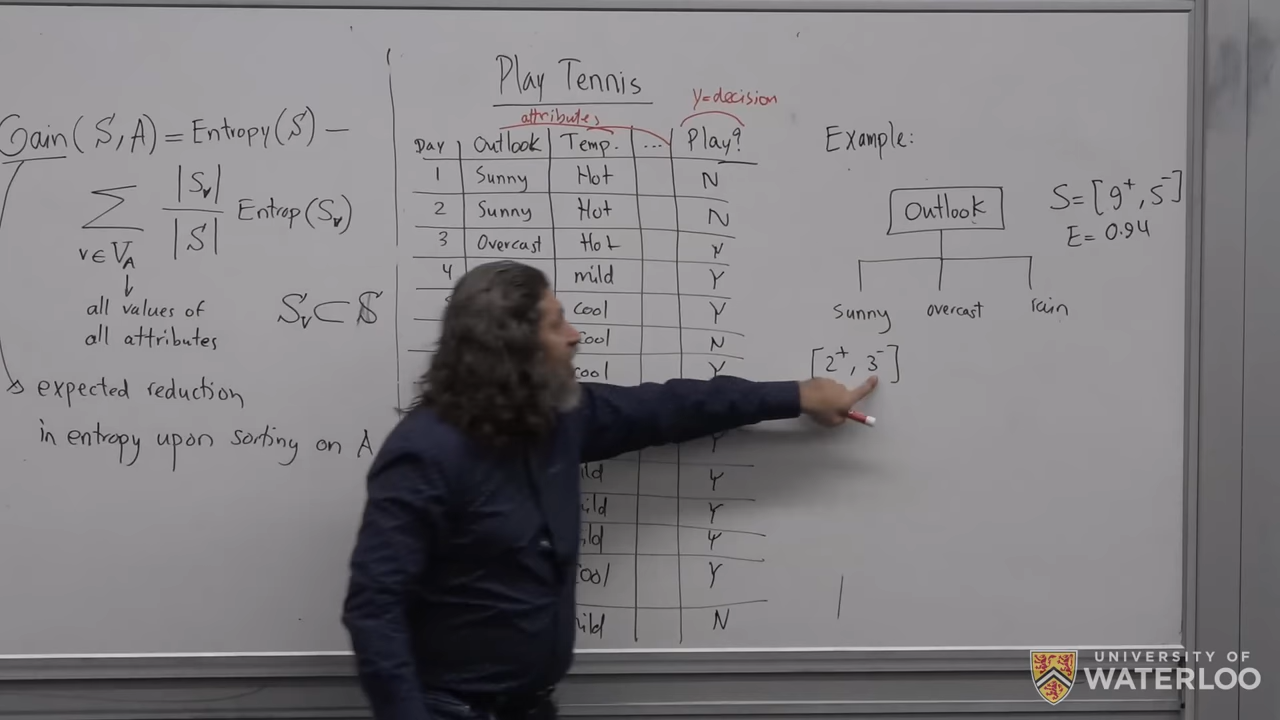 Gain(S,A) = Entropy(S) –
∑ v∈V_A |S_v| / |S| Entrop(S_v)
all values of
all attributes
S_v ⊂ S
expected reduction
in entropy upon sorting on A
Play Tennis
attributes
Y=decision
Day Outlook Temp. ... Play?
1 Sunny Hot N
2 Sunny Hot N
3 Overcast Hot Y
4 mild Y
cool Y
ool N
cool Y
Y
ild Y
ild Y
ild Y
ool Y
ild N
Example:
Outlook
S=[9⁺, 5⁻]
E= 0.94
Sunny overcast rain
[2⁺, 3⁻]
UNIVERSITY OF
WATERLOO